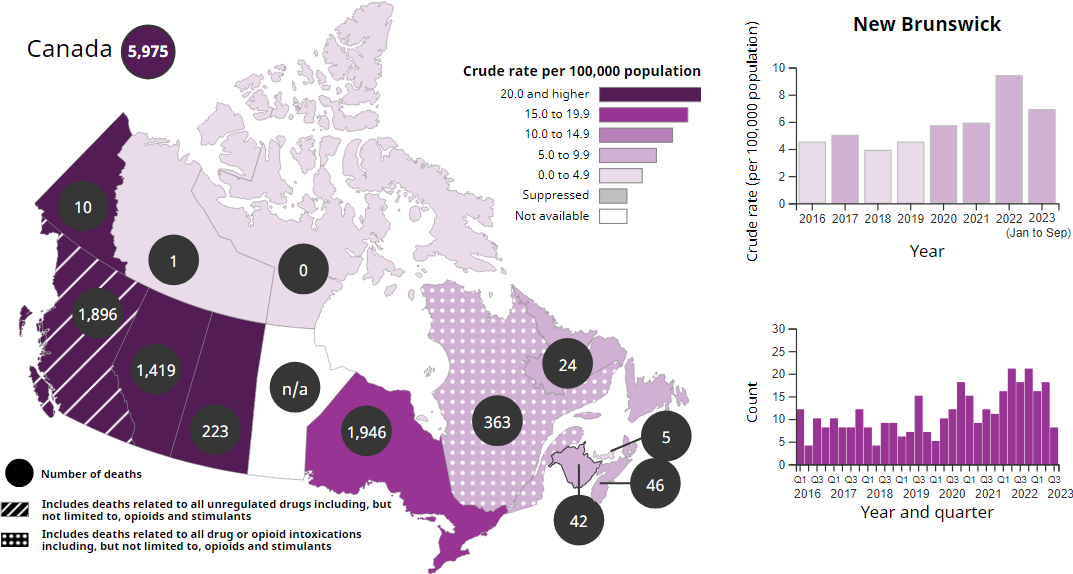 Canada 5,975
Crude rate per 100,000 population
20.0 and higher
15.0 to 19.9
10.0 to 14.9
5.0 to 9.9
0.0 to 4.9
Suppressed
Not available
10
1
0
1,896
1,419
223
n/a
1,946
363
24
5
46
42
Number of deaths
Includes deaths related to all unregulated drugs including, but
not limited to, opioids and stimulants
Includes deaths related to all drug or opioid intoxications
including, but not limited to, opioids and stimulants
New Brunswick
Crude rate (per 100,000 population)
10
8
6
4
2
0
2016 2017 2018 2019 2020 2021 2022 2023
(Jan to Sep)
Year
Count
30
25
20
15
10
5
0
Q1 Q3 Q1 Q3 Q1 Q3 Q1 Q3 Q1 Q3 Q1 Q3 Q1 Q3 Q1 Q3
2016 2017 2018 2019 2020 2021 2022 2023
Year and quarter